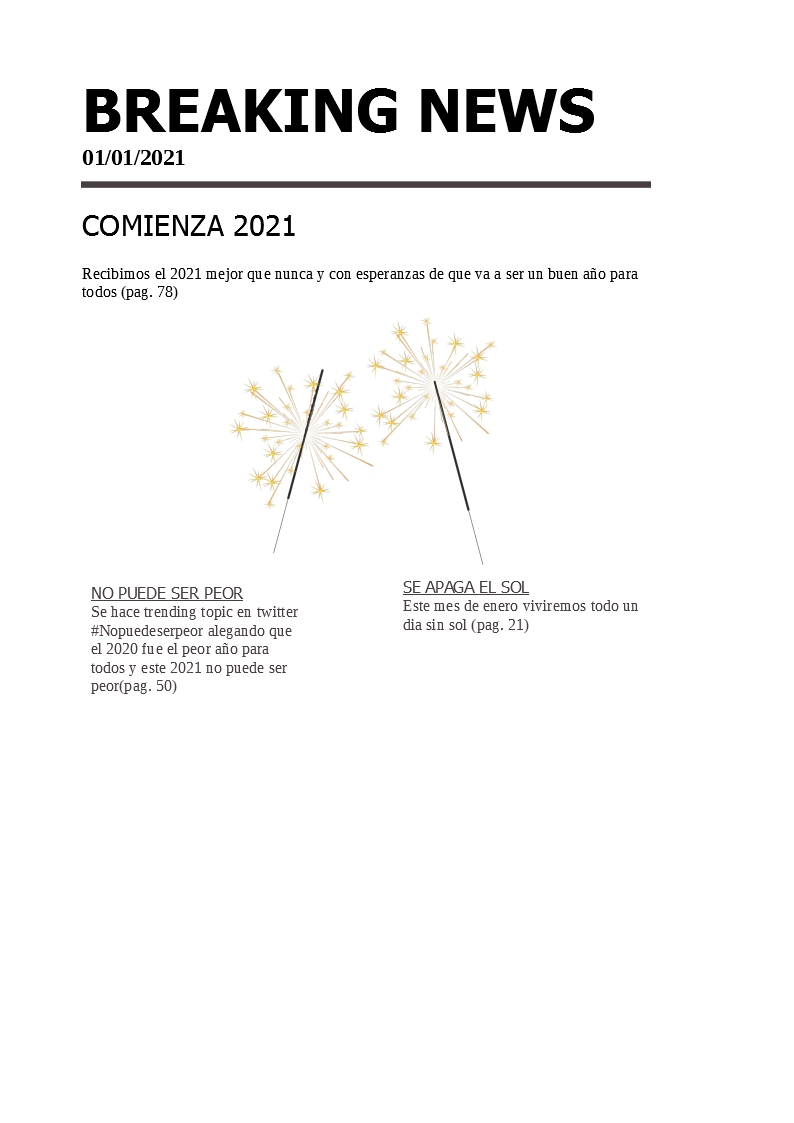 BREAKING NEWS
01/01/2021
COMIENZA 2021
Recibimos el 2021 mejor que nunca y con esperanzas de que va a ser un buen año para
todos (pag. 78)
NO PUEDE SER PEOR
Se hace trending topic en twitter
#Nopuedeserpeor alegando que
el 2020 fue el peor año para
todos y este 2021 no puede ser
peor(pag. 50)
SE APAGA EL SOL
Este mes de enero viviremos todo un
dia sin sol (pag. 21)